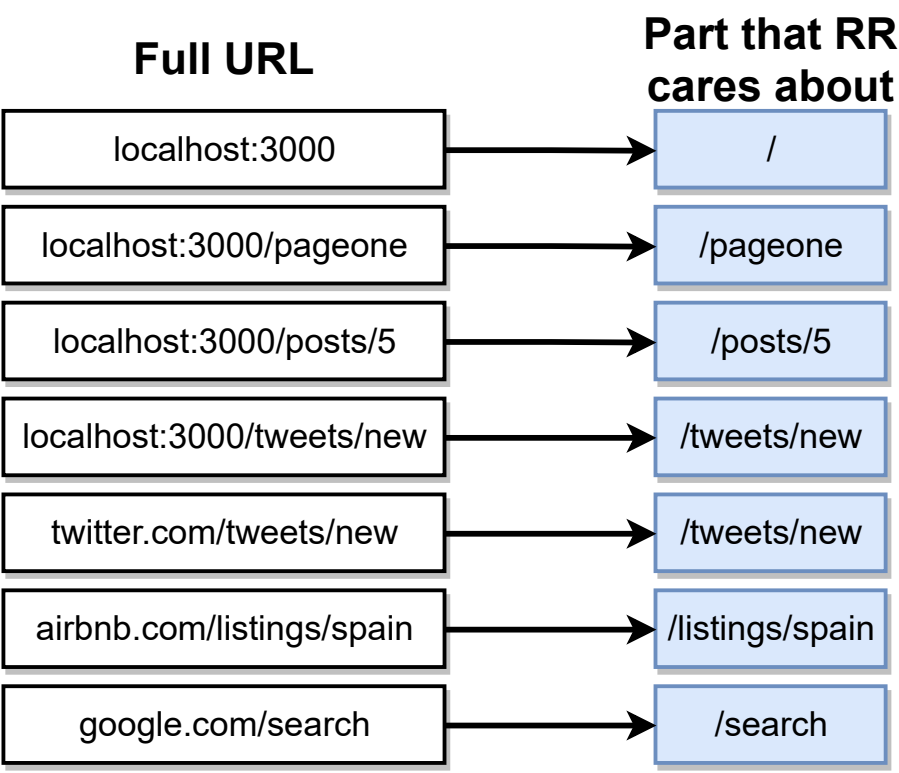 Full URL
Part that RR
cares about
localhost:3000
/
localhost:3000/pageone
/pageone
localhost:3000/posts/5
/posts/5
localhost:3000/tweets/new
/tweets/new
twitter.com/tweets/new
/tweets/new
airbnb.com/listings/spain
/listings/spain
google.com/search
/search